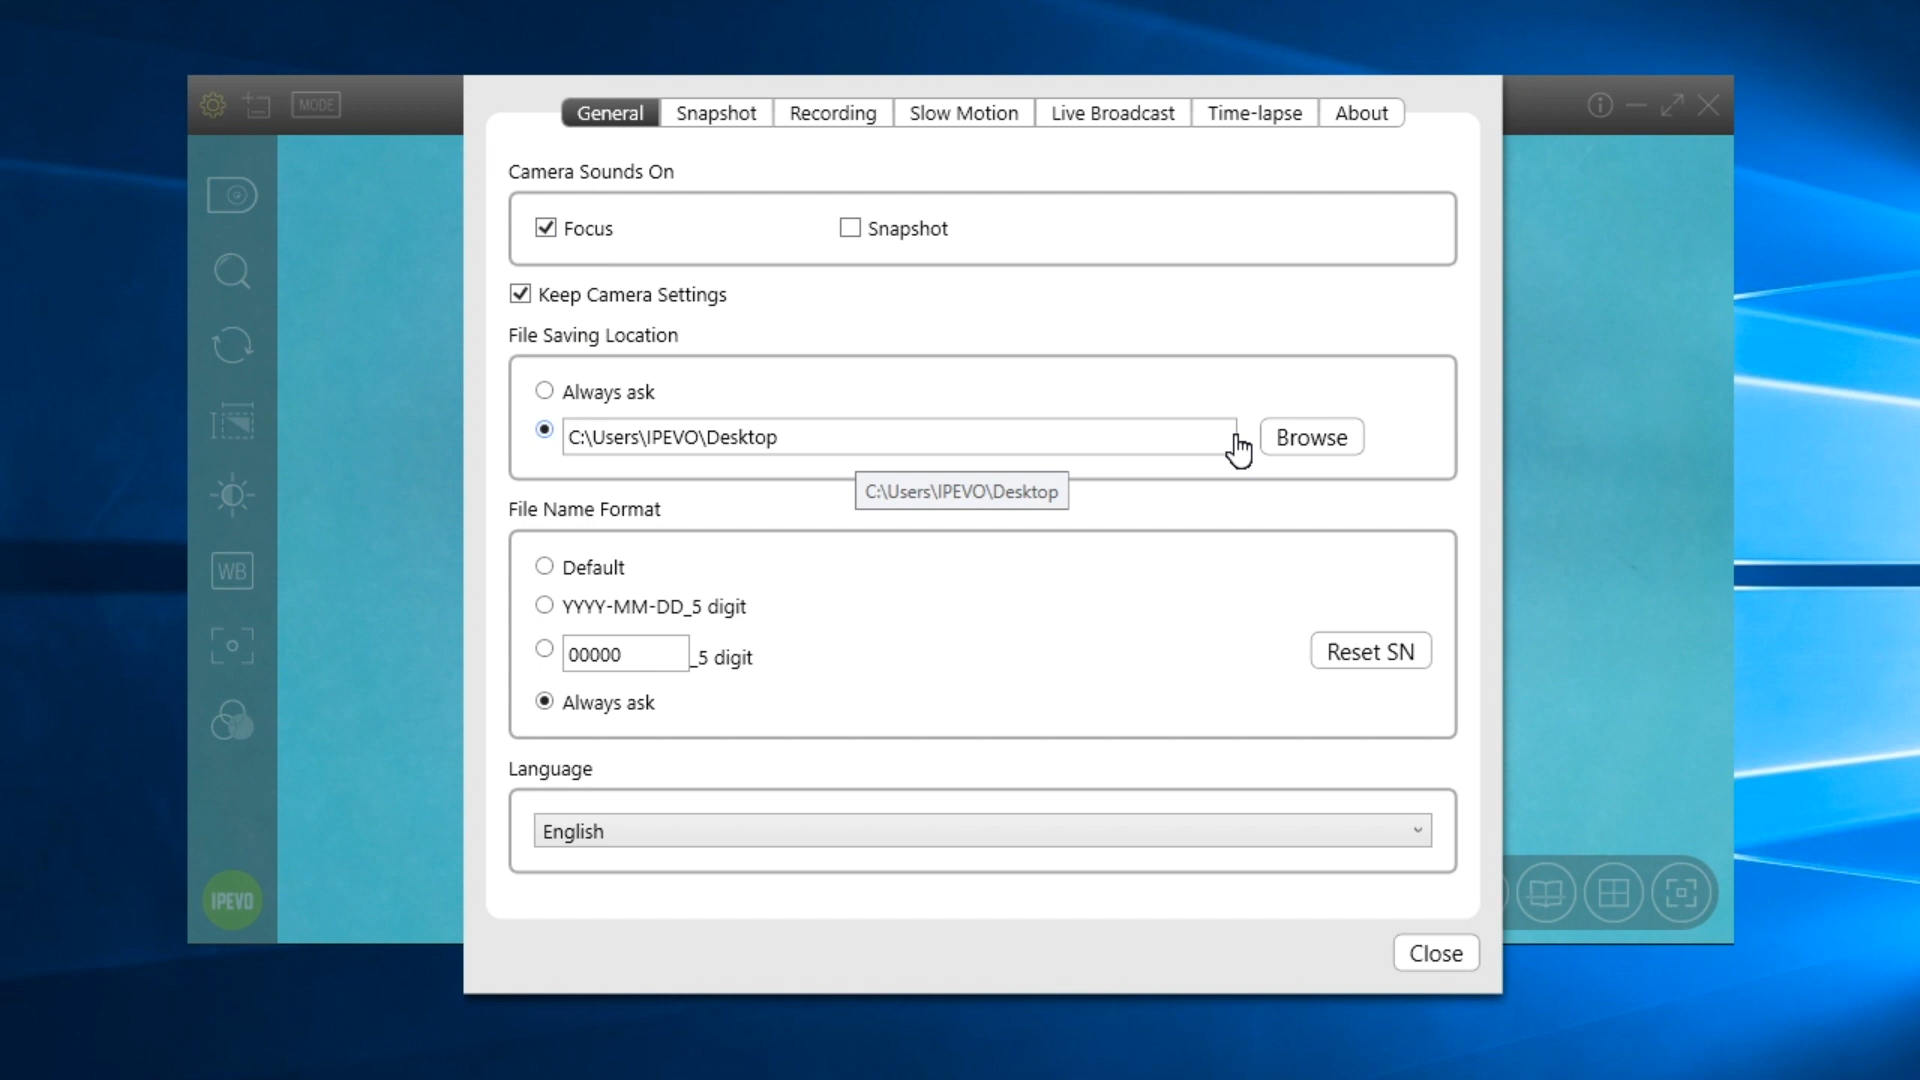 MODE
General Snapshot Recording Slow Motion Live Broadcast Time-lapse About
Camera Sounds On
Focus Snapshot
Keep Camera Settings
File Saving Location
Always ask
C:\Users\IPEVO\Desktop Browse
C:\Users\IPEVO\Desktop
File Name Format
Default
YYYY-MM-DD_5 digit
00000 _5 digit Reset SN
Always ask
Language
English
Close
WB
IPEVO